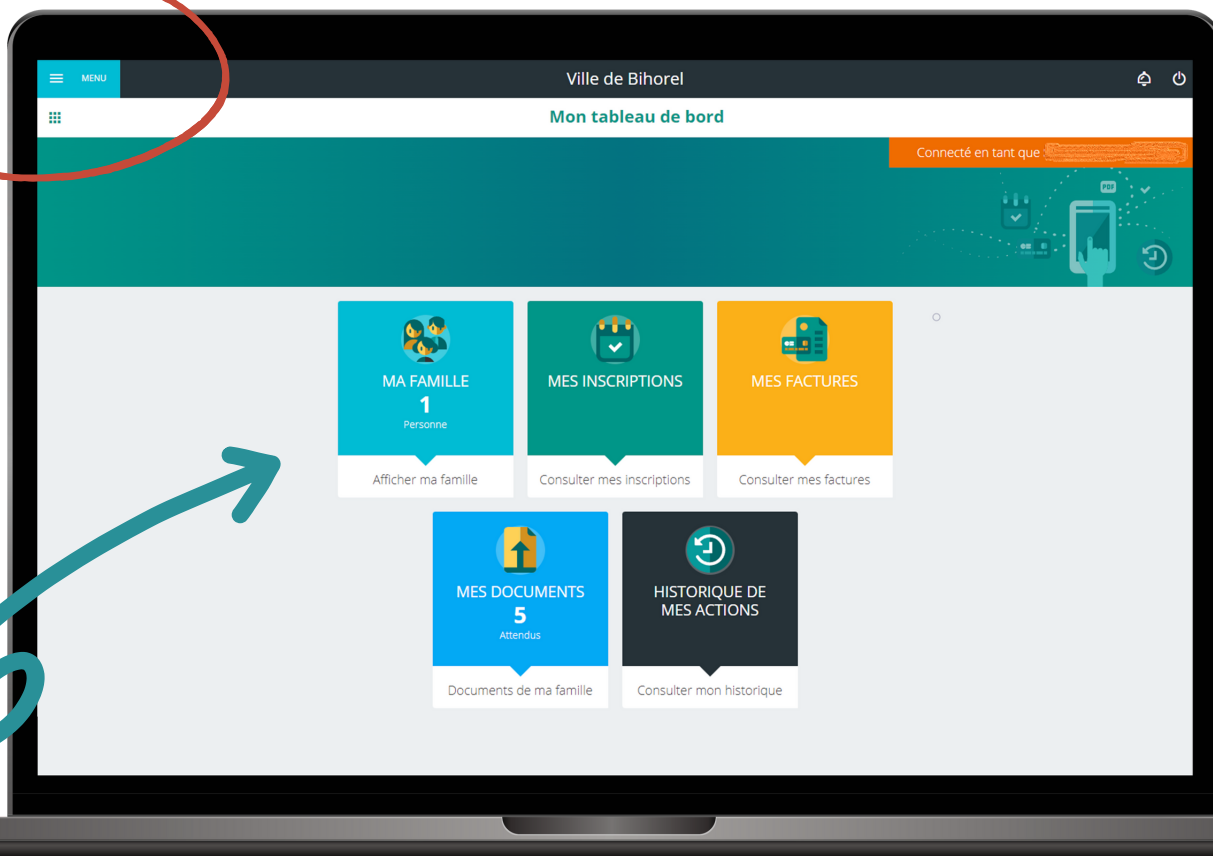 MENU
Ville de Bihorel
Mon tableau de bord
Connecté en tant que
PDF
MA FAMILLE
1
Personne
Afficher ma famille
MES INSCRIPTIONS
Consulter mes inscriptions
MES FACTURES
Consulter mes factures
MES DOCUMENTS
5
Attendus
Documents de ma famille
HISTORIQUE DE
MES ACTIONS
Consulter mon historique